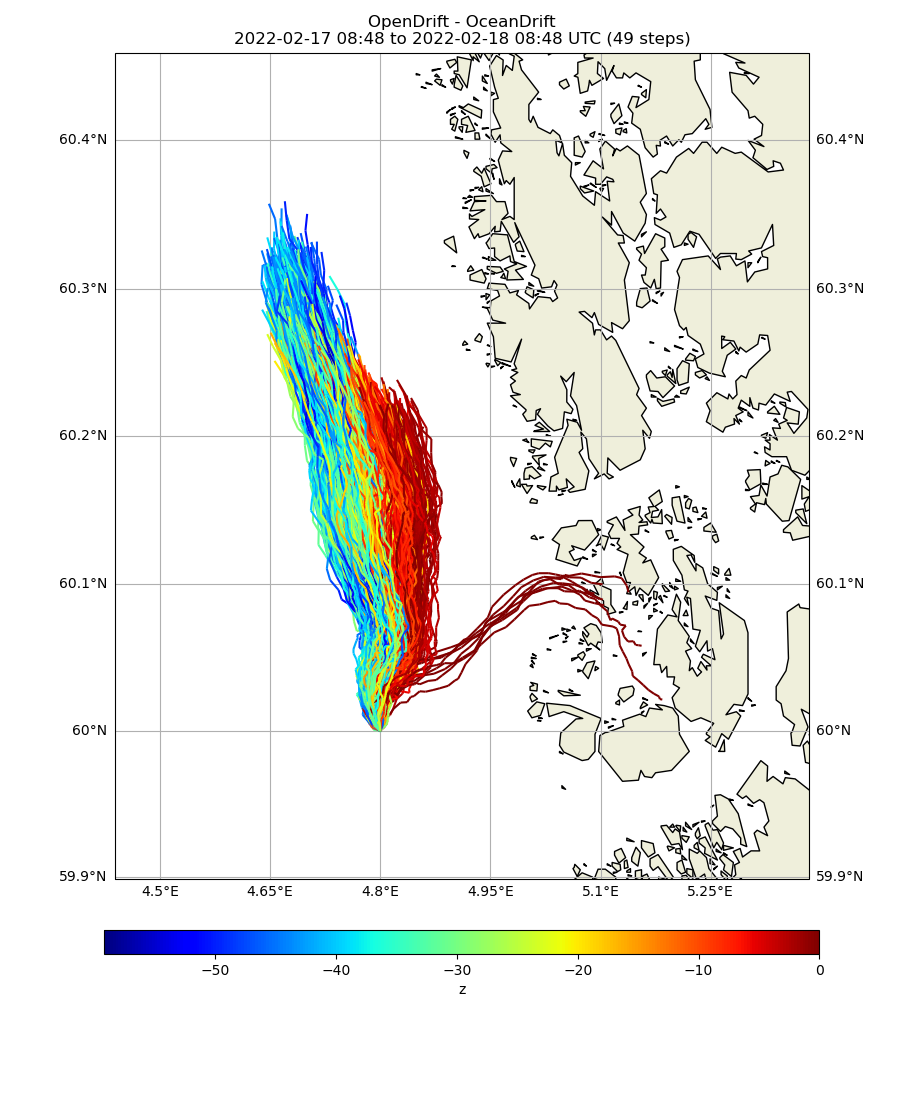 OpenDrift - OceanDrift
2022-02-17 08:48 to 2022-02-18 08:48 UTC (49 steps)
60.4°N 60.4°N
60.3°N 60.3°N
60.2°N 60.2°N
60.1°N 60.1°N
60°N 60°N
59.9°N 59.9°N
4.5°E 4.65°E 4.8°E 4.95°E 5.1°E 5.25°E
−50 −40 −30 −20 −10 0
z